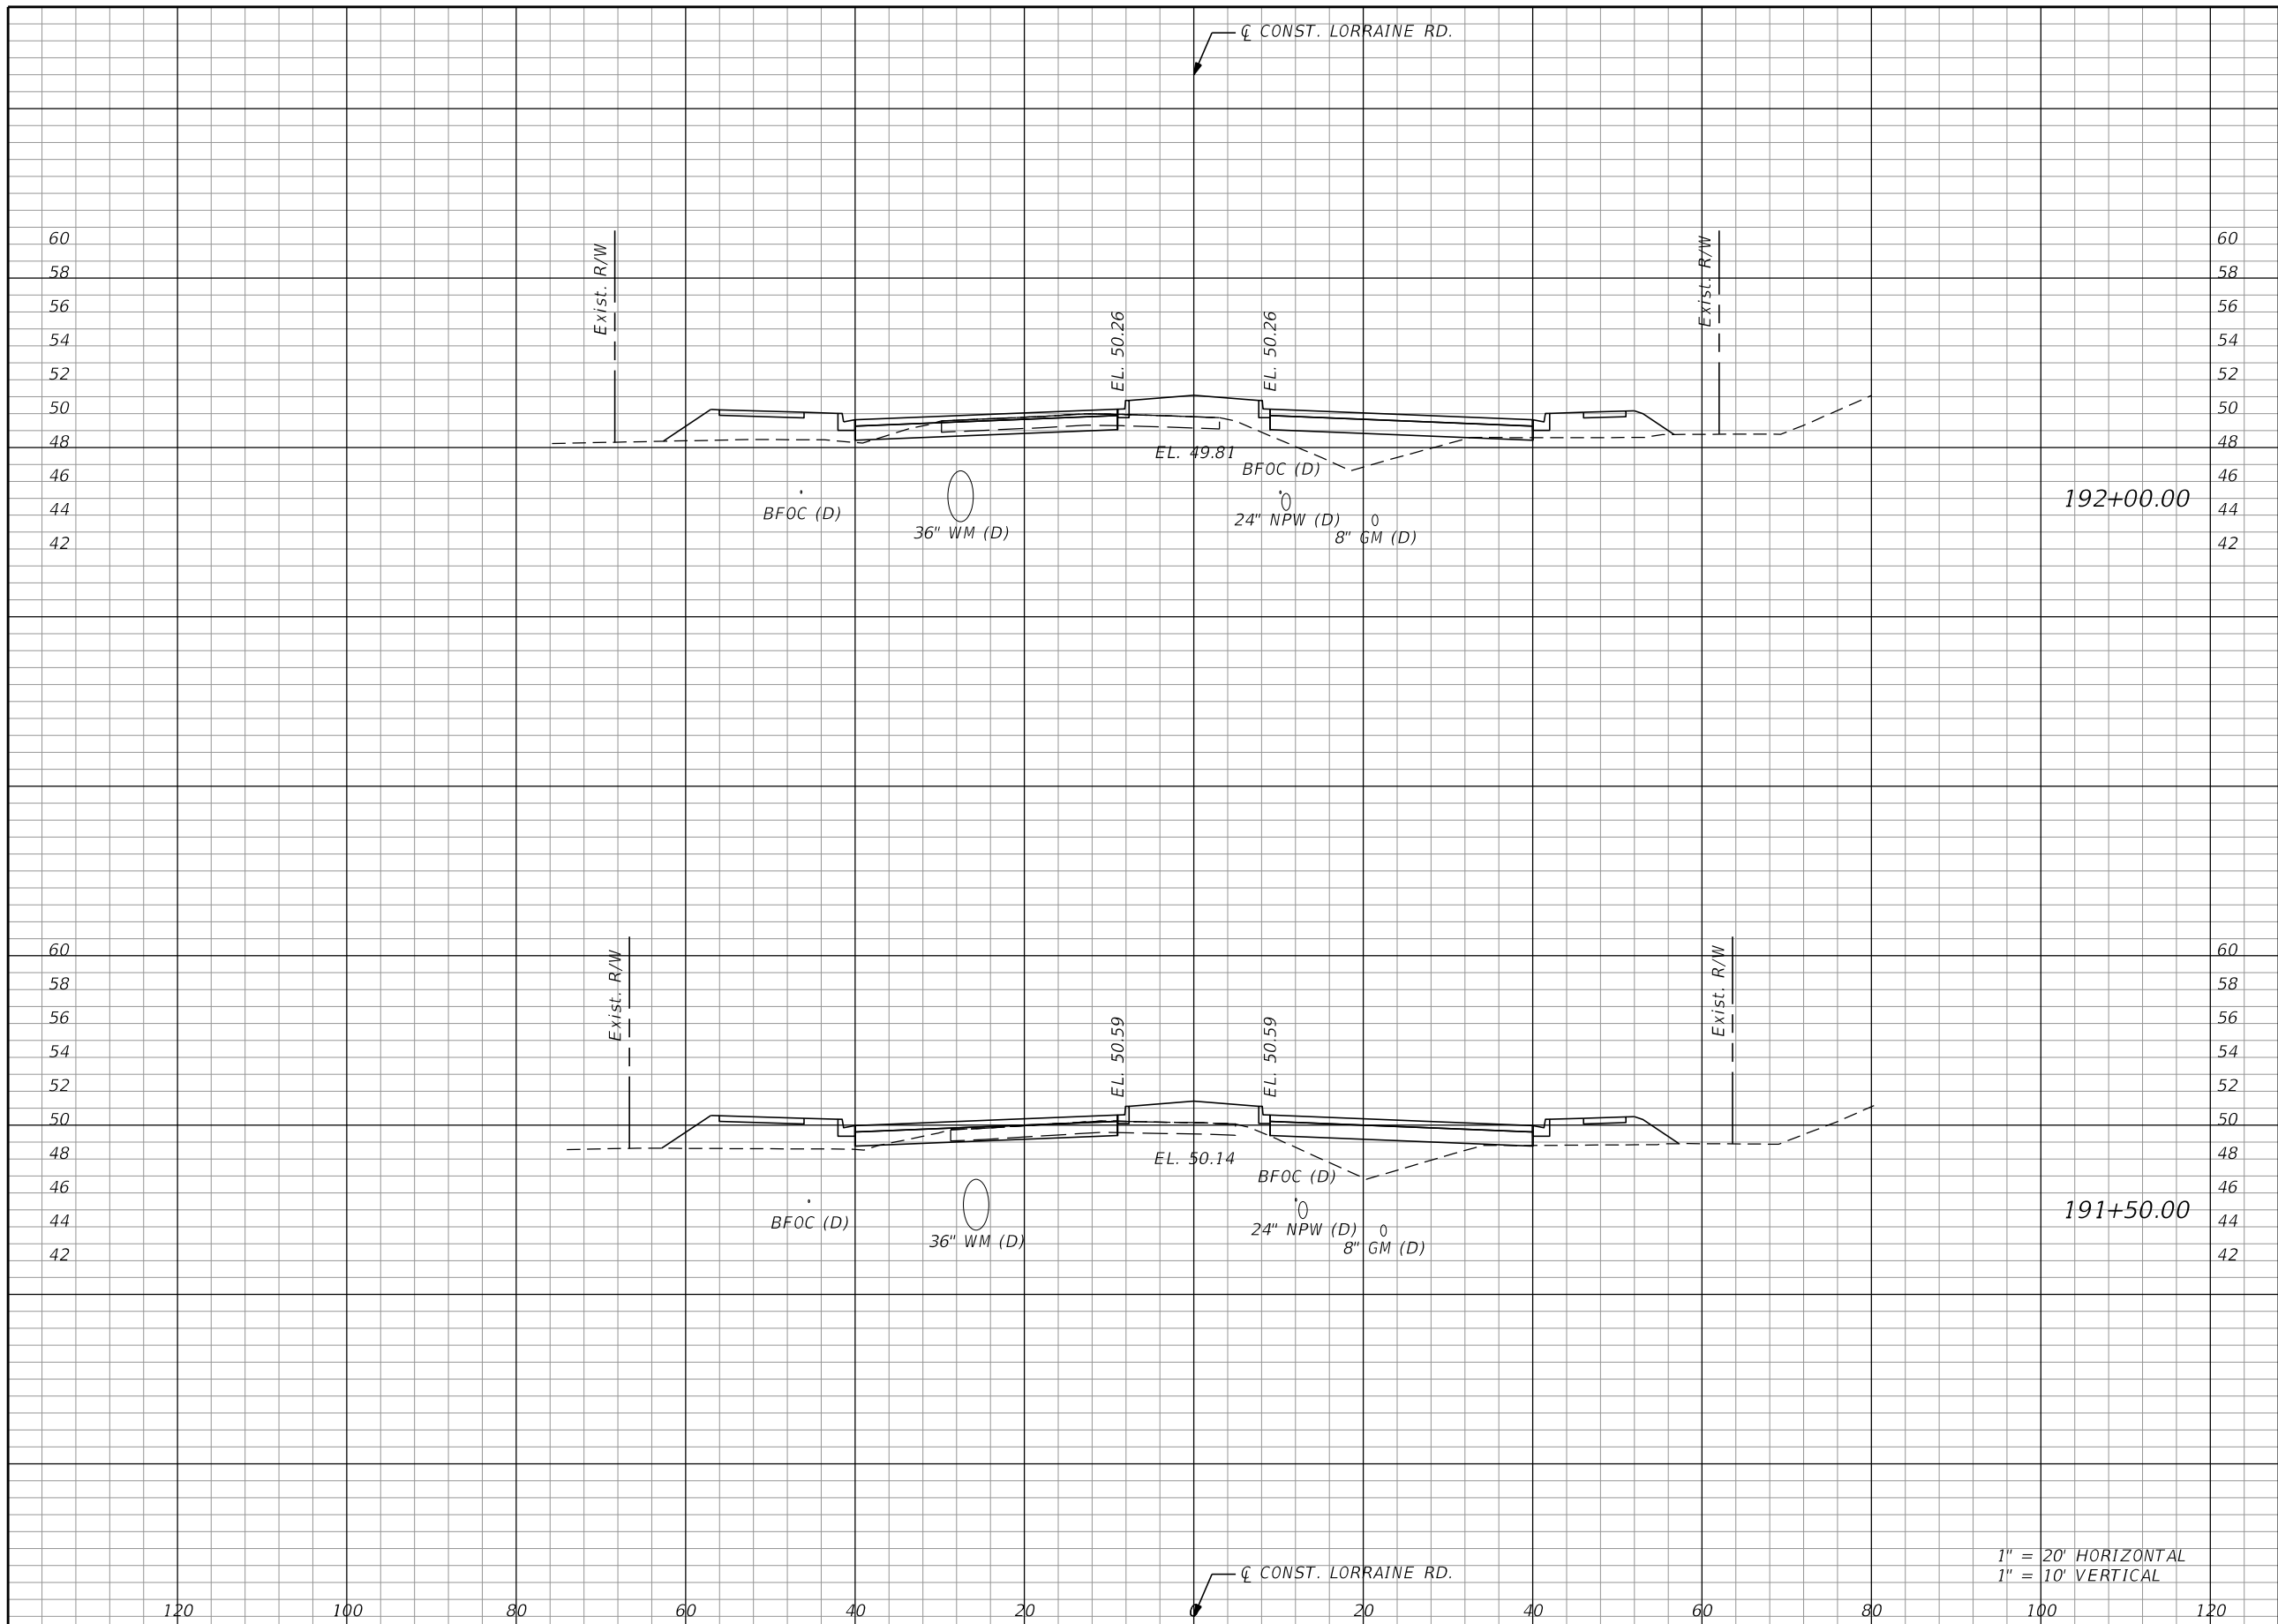 ℄ CONST. LORRAINE RD.
60 60
58 58
56 56
54 54
52 52
50 50
48 48
46 46
44 44
42 42
Exist. R/W
EL. 50.26
EL. 50.26
Exist. R/W
EL. 49.81
BFOC (D)
BFOC (D)
36" WM (D)
24" NPW (D)
8" GM (D)
192+00.00
60 60
58 58
56 56
54 54
52 52
50 50
48 48
46 46
44 44
42 42
Exist. R/W
EL. 50.59
EL. 50.59
Exist. R/W
EL. 50.14
BFOC (D)
BFOC (D)
36" WM (D)
24" NPW (D)
8" GM (D)
191+50.00
1" = 20' HORIZONTAL
1" = 10' VERTICAL
℄ CONST. LORRAINE RD.
120 100 80 60 40 20 0 20 40 60 80 100 120